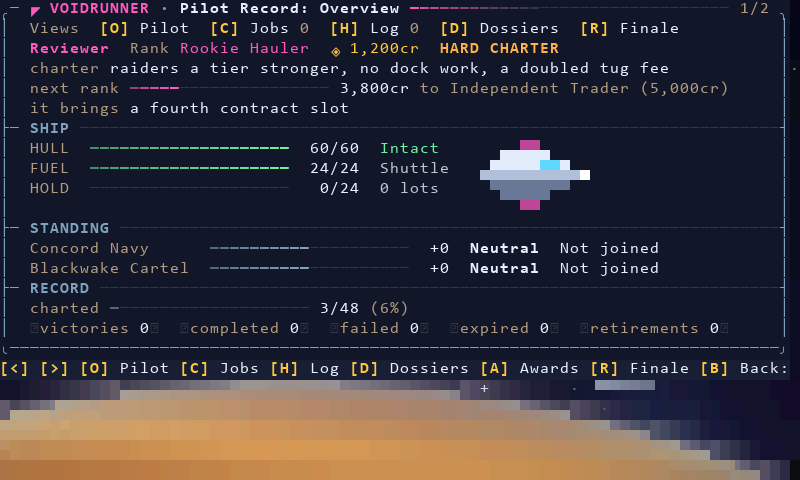 VOIDRUNNER · Pilot Record: Overview 1/2
Views [O] Pilot [C] Jobs 0 [H] Log 0 [D] Dossiers [R] Finale
Reviewer Rank Rookie Hauler ◈ 1,200cr HARD CHARTER
charter raiders a tier stronger, no dock work, a doubled tug fee
next rank 3,800cr to Independent Trader (5,000cr)
it brings a fourth contract slot
SHIP
HULL 60/60 Intact
FUEL 24/24 Shuttle
HOLD 0/24 0 lots
STANDING
Concord Navy +0 Neutral Not joined
Blackwake Cartel +0 Neutral Not joined
RECORD
charted 3/48 (6%)
victories 0 completed 0 failed 0 expired 0 retirements 0
[<] [>] [O] Pilot [C] Jobs [H] Log [D] Dossiers [A] Awards [R] Finale [B] Back: